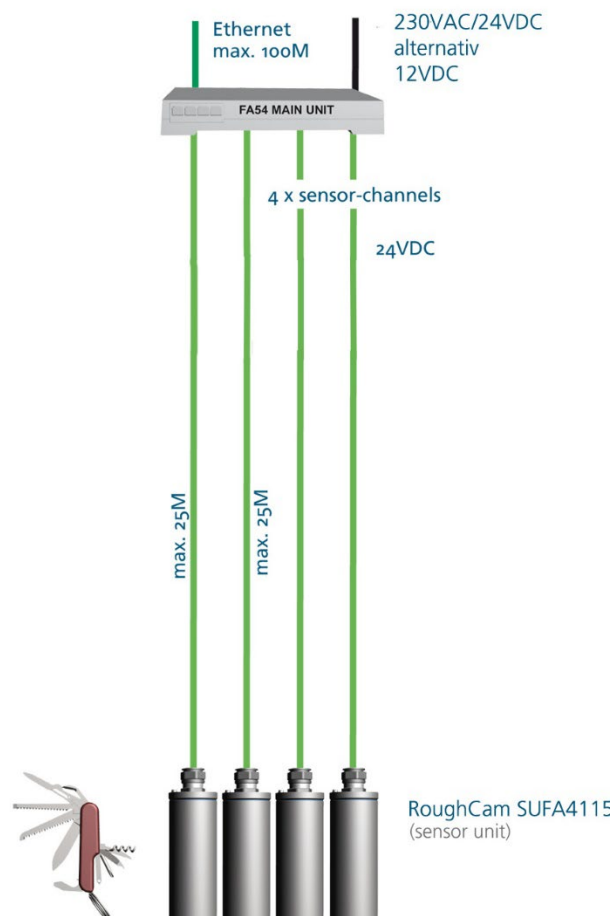 Ethernet
max. 100M
230VAC/24VDC
alternativ
12VDC
FA54 MAIN UNIT
4 x sensor-channels
24VDC
max. 25M
max. 25M
RoughCam SUFA4115
(sensor unit)